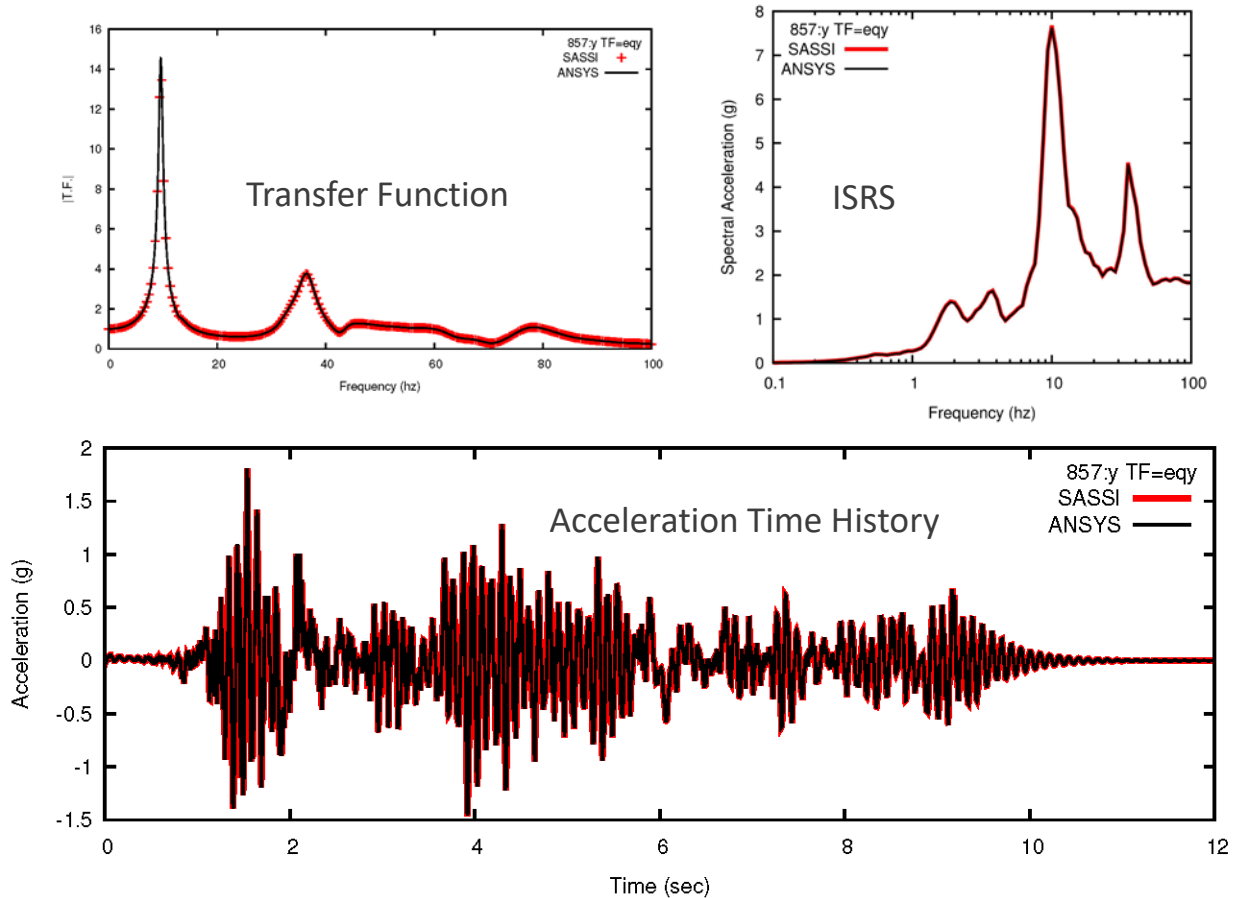 16
14
12
10
8
6
4
2
0
0
20
40
60
80
100
|T.F.|
Frequency (hz)
857:y TF=eqy
SASSI
ANSYS
Transfer Function
8
7
6
5
4
3
2
1
0
0.1
1
10
100
Spectral Acceleration (g)
Frequency (hz)
857:y TF=eqy
SASSI
ANSYS
ISRS
2
1.5
1
0.5
0
-0.5
-1
-1.5
0
2
4
6
8
10
12
Acceleration (g)
Time (sec)
857:y TF=eqy
SASSI
ANSYS
Acceleration Time History